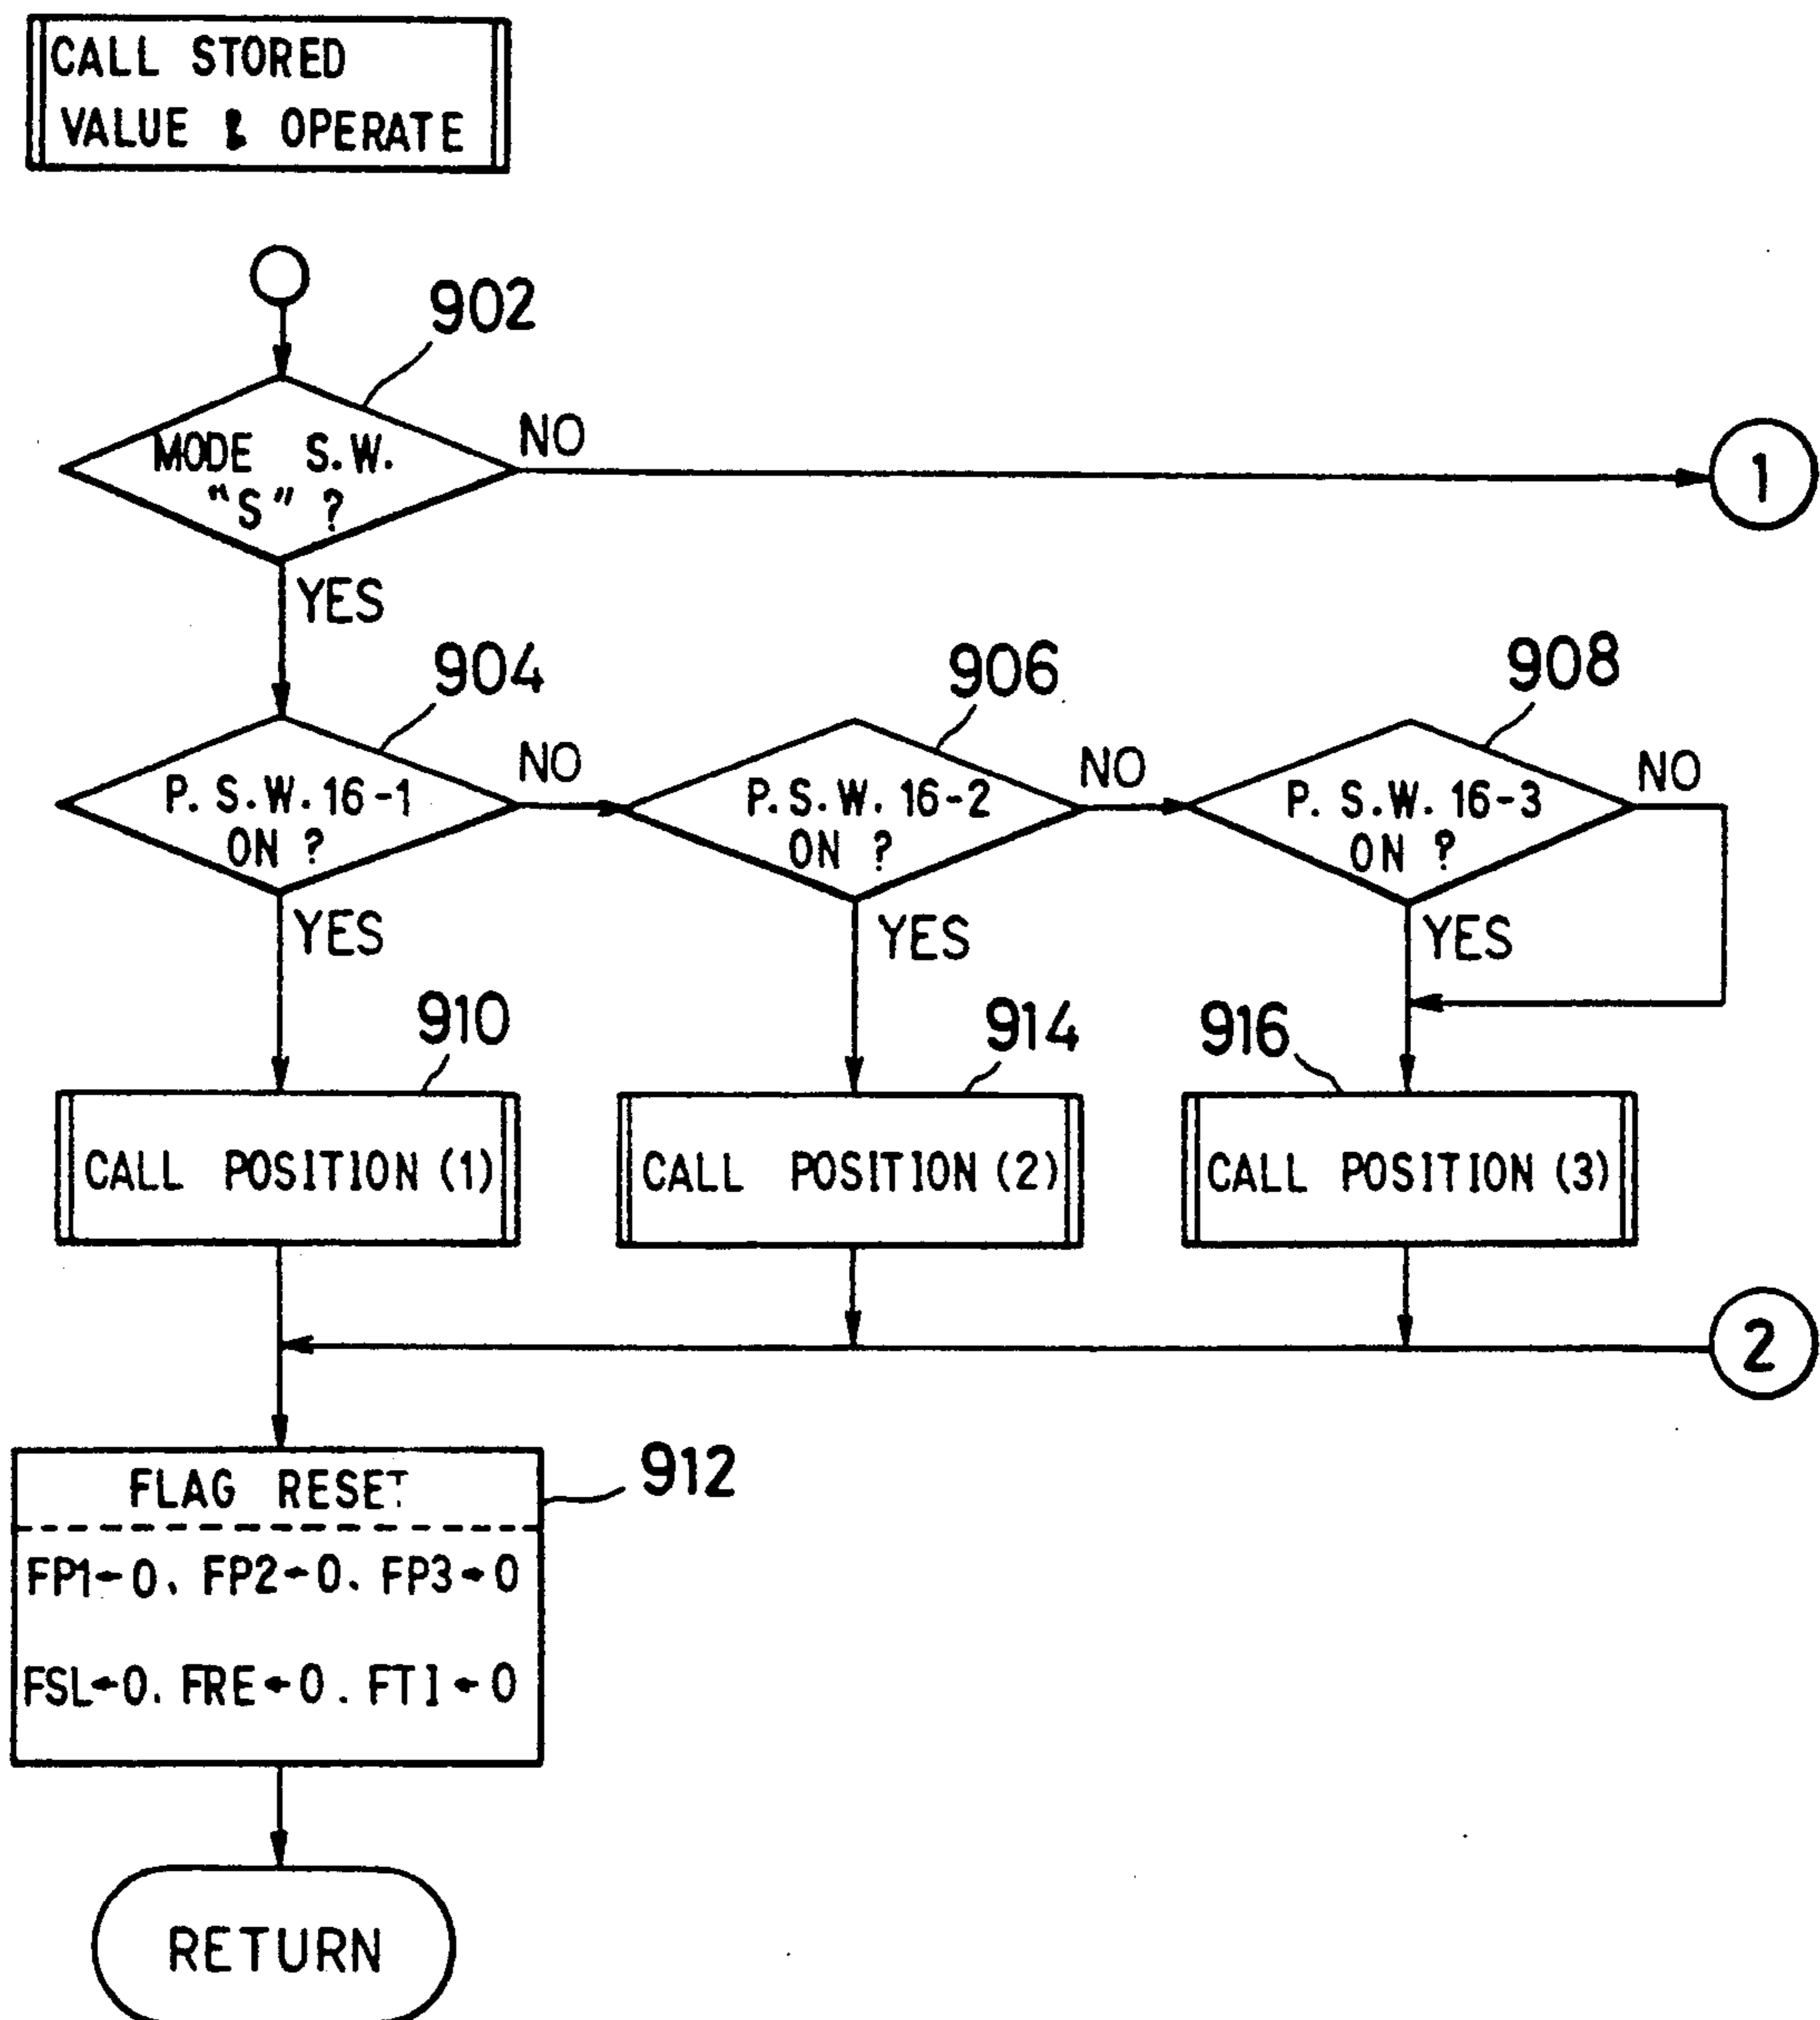 CALL STORED
VALUE & OPERATE
902
MODE S.W.
"S" ?
NO
1
YES
904
906
908
P. S. W. 16-1
ON ?
NO
P. S. W. 16-2
ON ?
NO
P. S. W. 16-3
ON ?
NO
YES
YES
YES
910
914
916
CALL POSITION (1)
CALL POSITION (2)
CALL POSITION (3)
2
FLAG RESET
912
FP1←0. FP2←0. FP3←0
FSL←0. FRE←0. FTI←0
RETURN